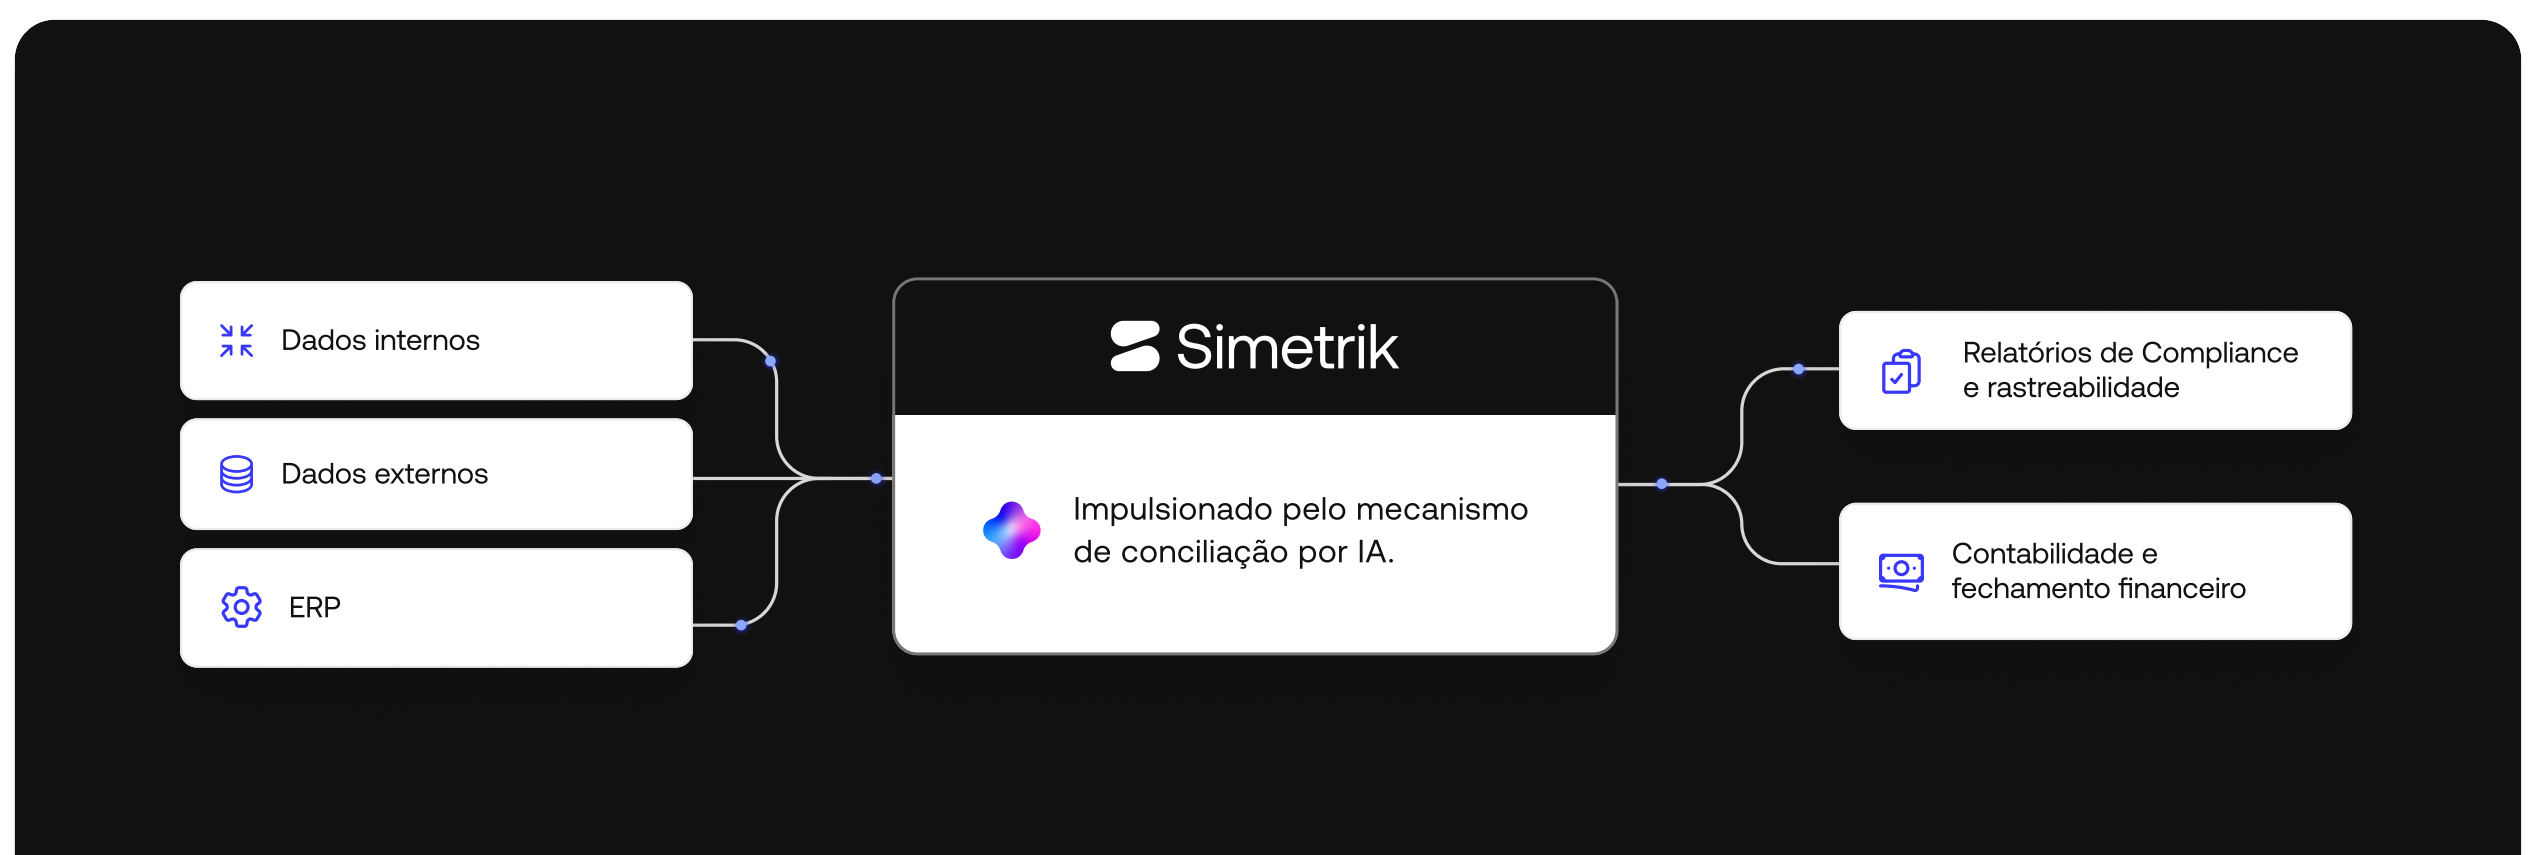 Dados internos
Dados externos
ERP
Simetrik
Impulsionado pelo mecanismo
de conciliação por IA.
Relatórios de Compliance
e rastreabilidade
Contabilidade e
fechamento financeiro